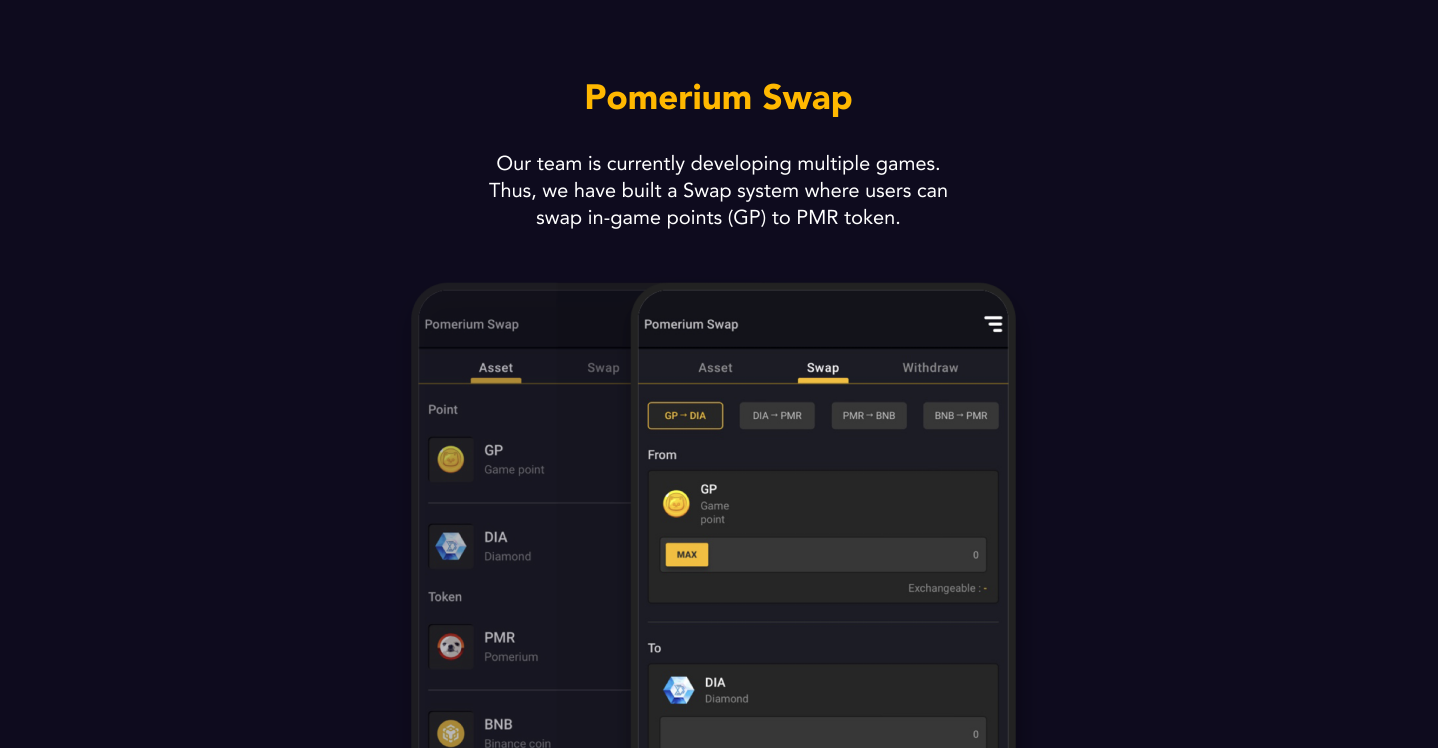 Pomerium Swap
Our team is currently developing multiple games.
Thus, we have built a Swap system where users can
swap in-game points (GP) to PMR token.
Pomerium Swap
Asset Swap
Point
GP
Game point
DIA
Diamond
Token
PMR
Pomerium
BNB
Binance coin
Pomerium Swap
Asset Swap Withdraw
GP→DIA DIA→PMR PMR→BNB BNB→PMR
From
GP
Game
point
MAX 0
Exchangeable : -
To
DIA
Diamond
0